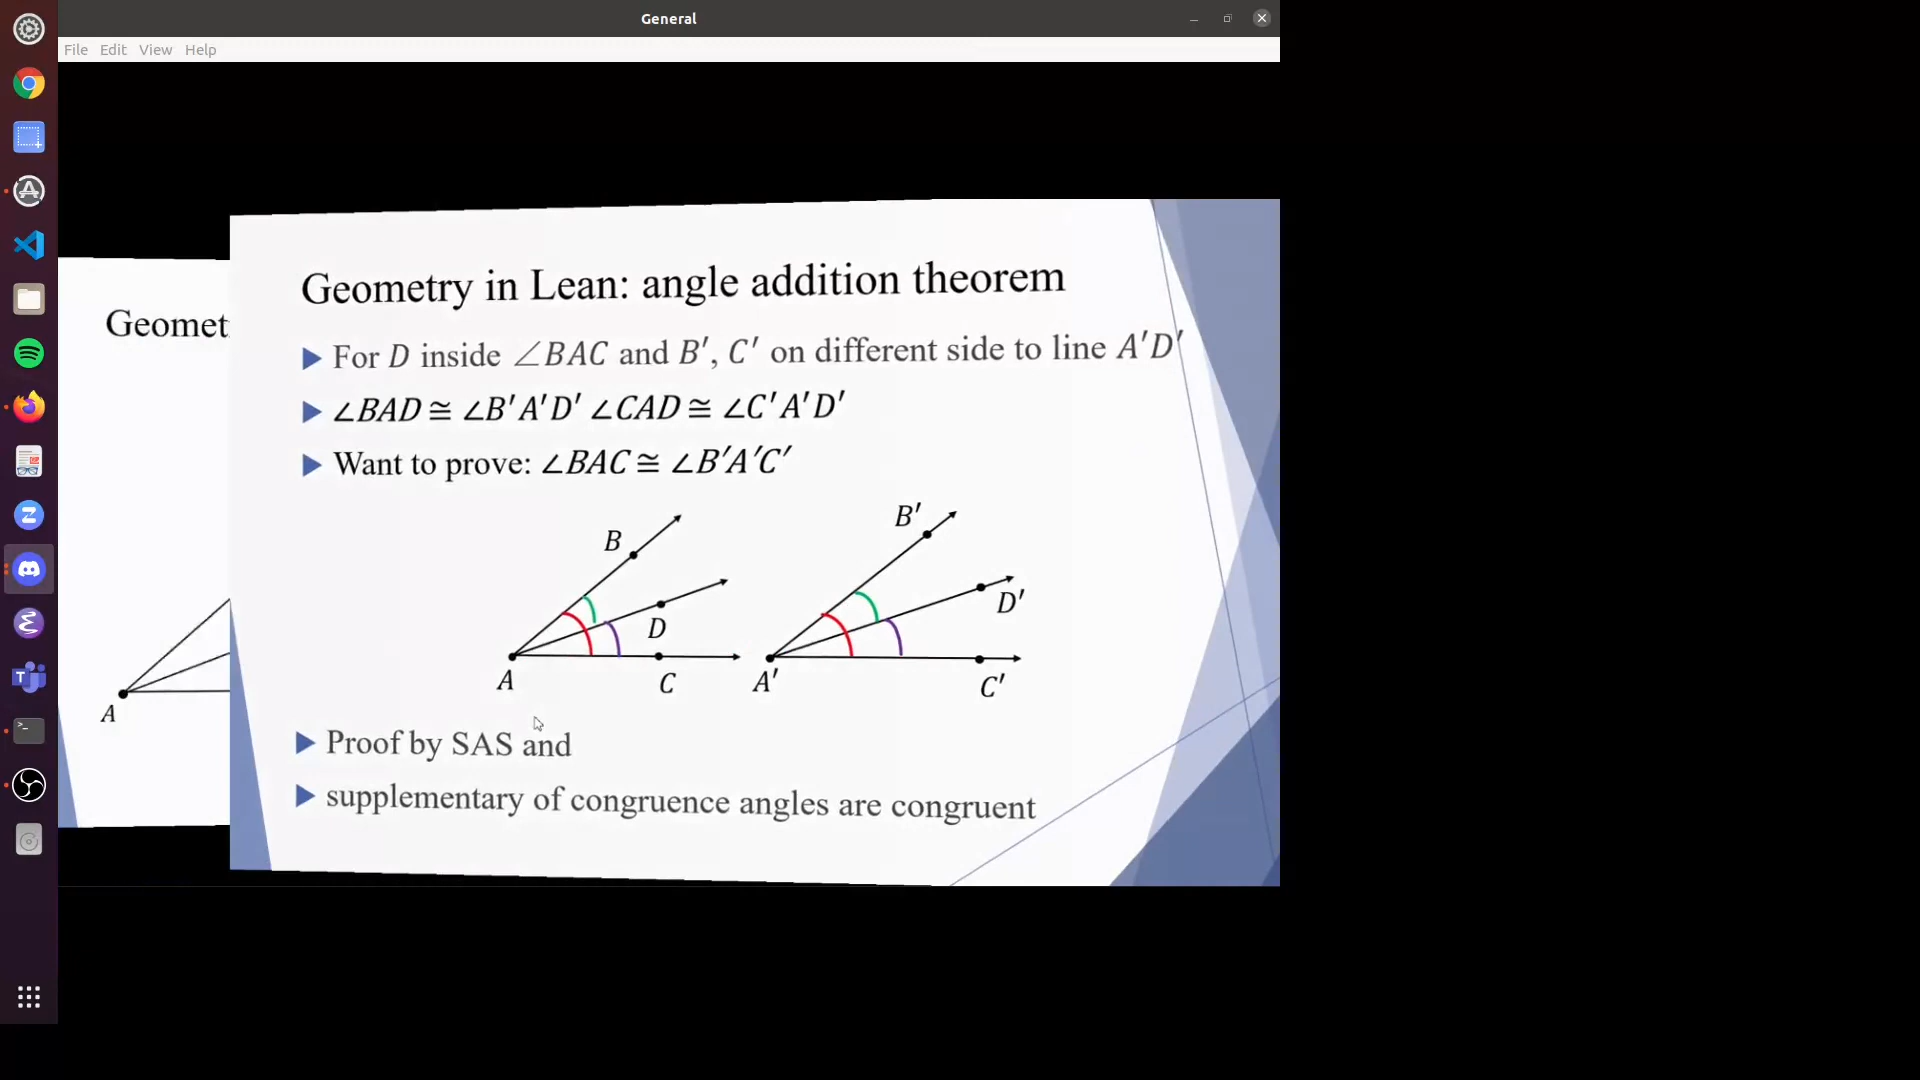 General
File Edit View Help
Geomet
A
Geometry in Lean: angle addition theorem
For D inside ∠BAC and B′, C′ on different side to line A′D′
∠BAD ≅ ∠B′A′D′ ∠CAD ≅ ∠C′A′D′
Want to prove: ∠BAC ≅ ∠B′A′C′
B
D
A
C
B′
D′
A′
C′
Proof by SAS and
supplementary of congruence angles are congruent